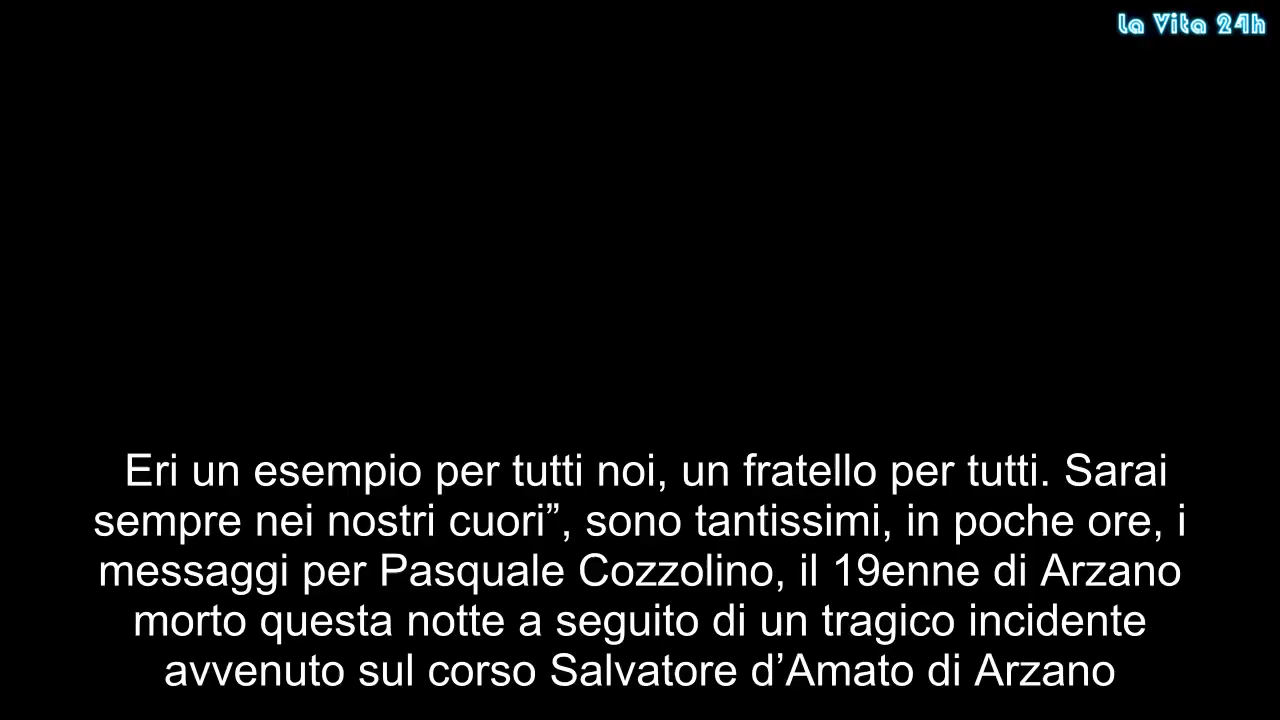 La Vita 24h
Eri un esempio per tutti noi, un fratello per tutti. Sarai
sempre nei nostri cuori”, sono tantissimi, in poche ore, i
messaggi per Pasquale Cozzolino, il 19enne di Arzano
morto questa notte a seguito di un tragico incidente
avvenuto sul corso Salvatore d’Amato di Arzano